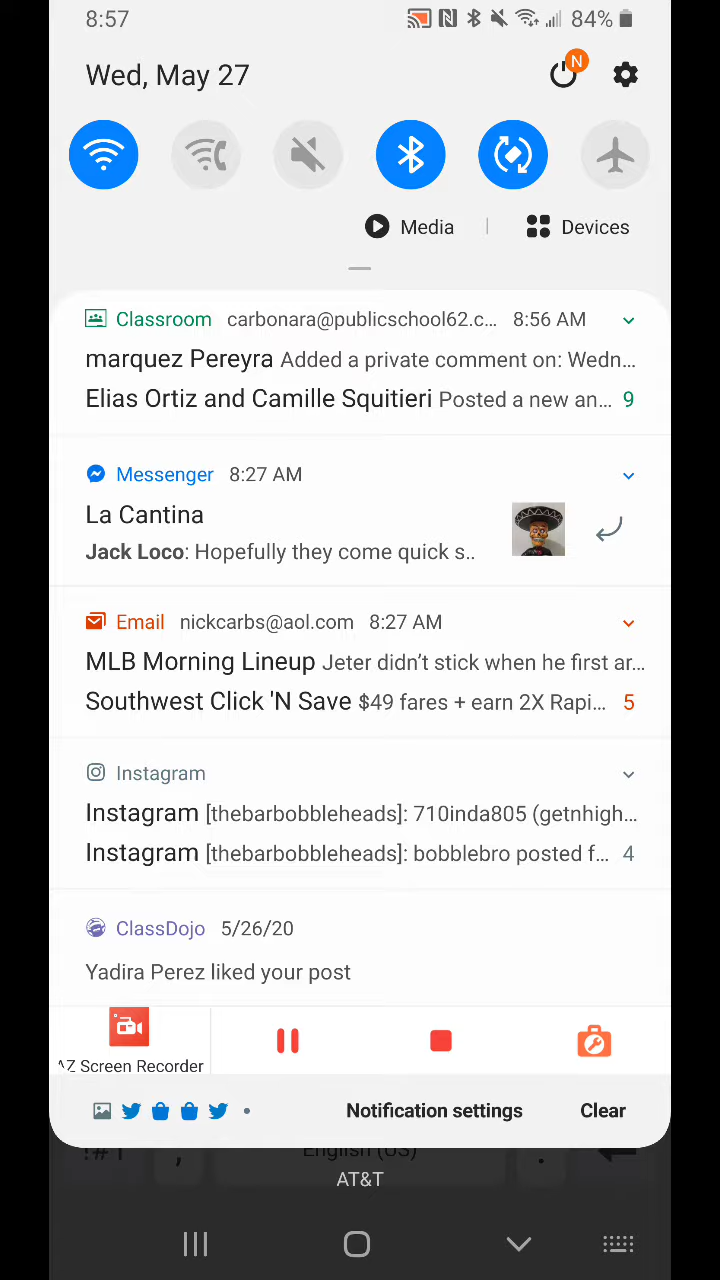 8:57 84%
Wed, May 27
N
Media | Devices
Classroom carbonara@publicschool62.c... 8:56 AM
marquez Pereyra Added a private comment on: Wedn...
Elias Ortiz and Camille Squitieri Posted a new an... 9
Messenger 8:27 AM
La Cantina
Jack Loco: Hopefully they come quick s..
Email nickcarbs@aol.com 8:27 AM
MLB Morning Lineup Jeter didn't stick when he first ar...
Southwest Click 'N Save $49 fares + earn 2X Rapi... 5
Instagram
Instagram [thebarbobbleheads]: 710inda805 (getnhigh...
Instagram [thebarbobbleheads]: bobblebro posted f... 4
ClassDojo 5/26/20
Yadira Perez liked your post
AZ Screen Recorder
Notification settings Clear
!#1 , English (US) .
AT&T